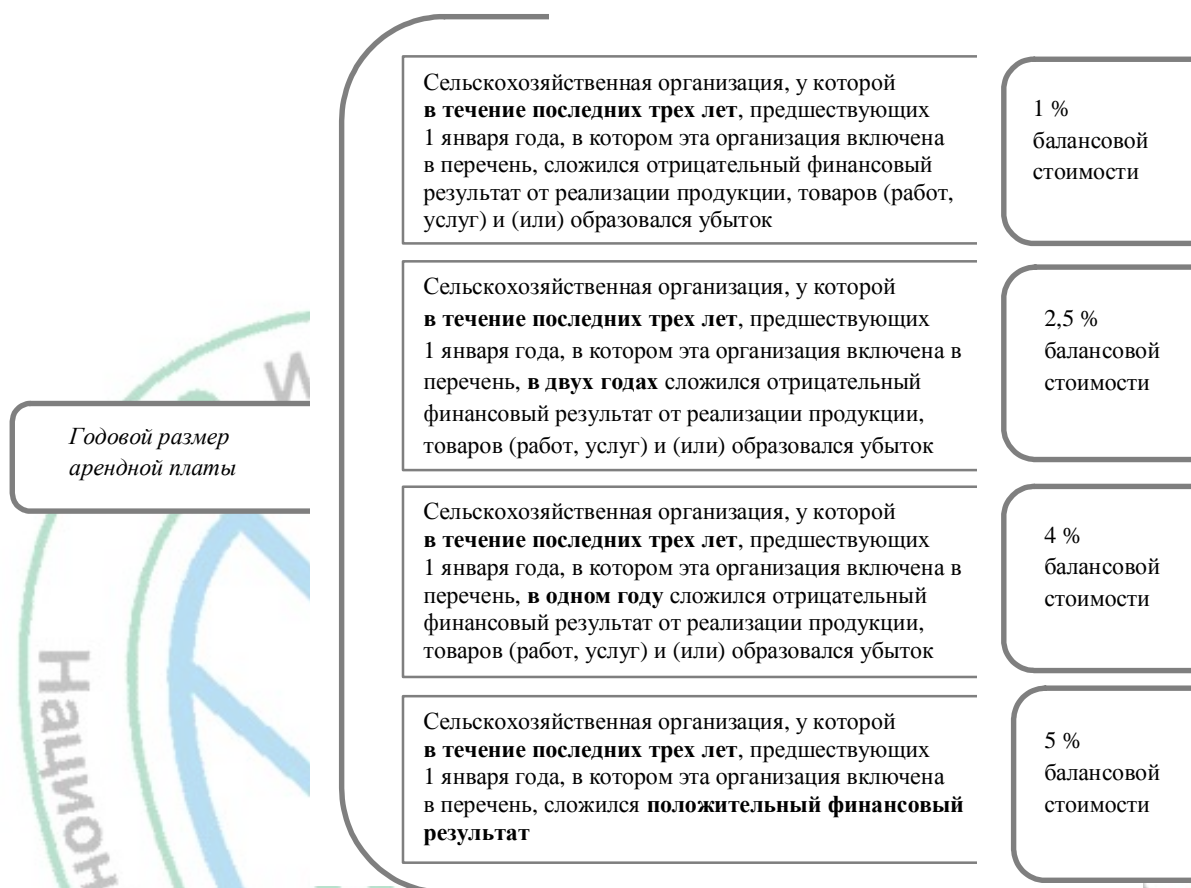 Сельскохозяйственная организация, у которой
в течение последних трех лет, предшествующих
1 января года, в котором эта организация включена
в перечень, сложился отрицательный финансовый
результат от реализации продукции, товаров (работ,
услуг) и (или) образовался убыток
1 %
балансовой
стоимости
Сельскохозяйственная организация, у которой
в течение последних трех лет, предшествующих
1 января года, в котором эта организация включена в
перечень, в двух годах сложился отрицательный
финансовый результат от реализации продукции,
товаров (работ, услуг) и (или) образовался убыток
2,5 %
балансовой
стоимости
Годовой размер
арендной платы
Сельскохозяйственная организация, у которой
в течение последних трех лет, предшествующих
1 января года, в котором эта организация включена в
перечень, в одном году сложился отрицательный
финансовый результат от реализации продукции,
товаров (работ, услуг) и (или) образовался убыток
4 %
балансовой
стоимости
Сельскохозяйственная организация, у которой
в течение последних трех лет, предшествующих
1 января года, в котором эта организация включена
в перечень, сложился положительный финансовый
результат
5 %
балансовой
стоимости
Национ